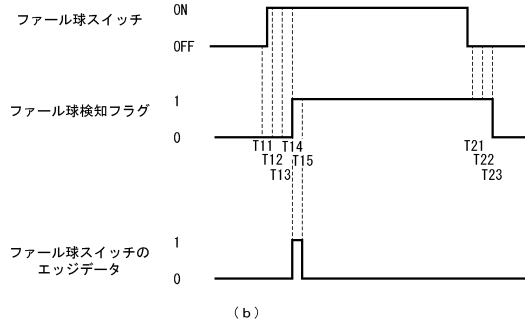 ファール球スイッチ
ON
OFF
ファール球検知フラグ
1
0
T11
T12
T13
T14
T15
T21
T22
T23
ファール球スイッチの
エッジデータ
1
0
(b)